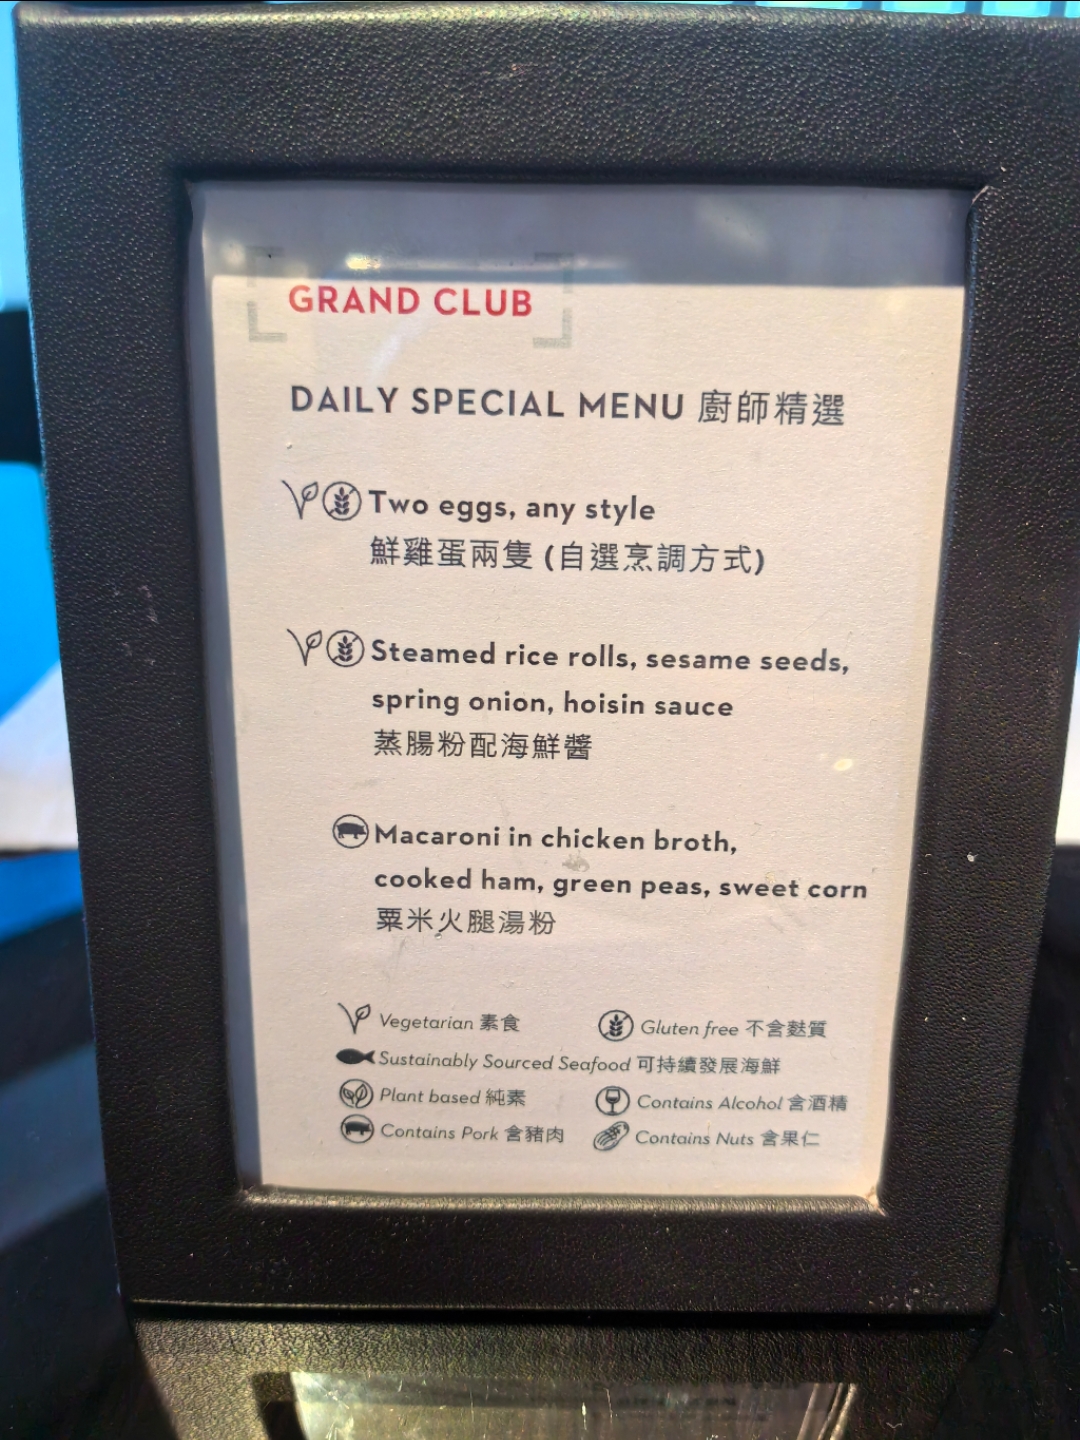 GRAND CLUB
DAILY SPECIAL MENU 廚師精選
Two eggs, any style
鮮雞蛋兩隻 (自選烹調方式)
Steamed rice rolls, sesame seeds,
spring onion, hoisin sauce
蒸腸粉配海鮮醬
Macaroni in chicken broth,
cooked ham, green peas, sweet corn
粟米火腿湯粉
Vegetarian 素食
Gluten free 不含麩質
Sustainably Sourced Seafood 可持續發展海鮮
Plant based 純素
Contains Alcohol 含酒精
Contains Pork 含豬肉
Contains Nuts 含果仁